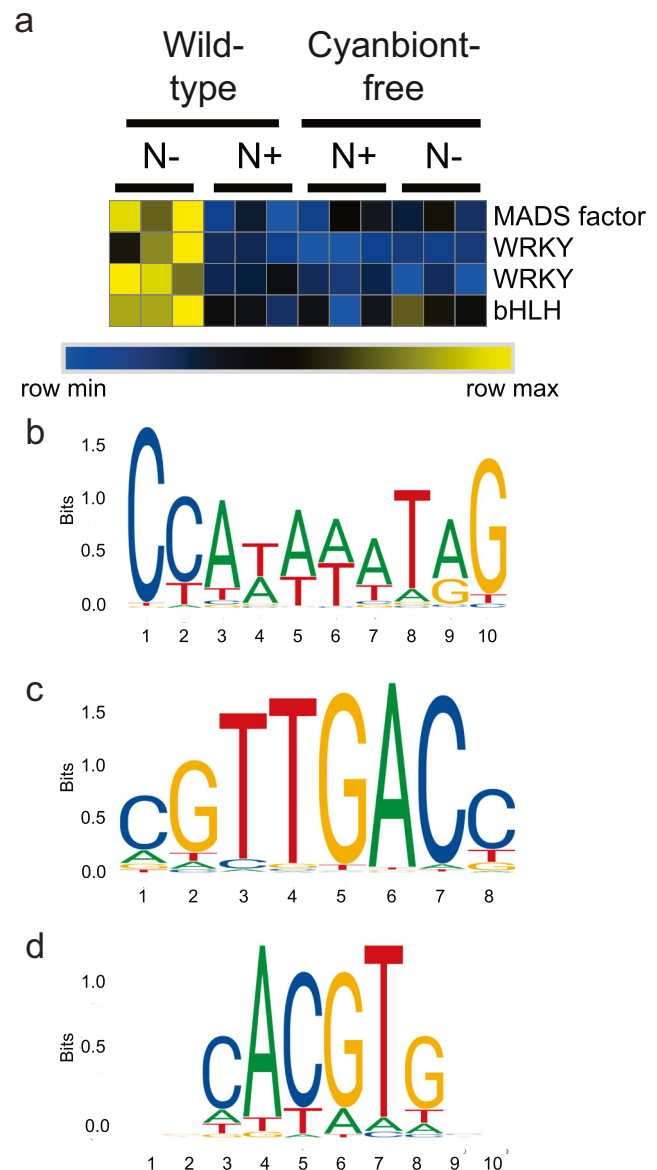 a
Wild-
type
Cyanbiont-
free
N- N+ N+ N-
MADS factor
WRKY
WRKY
bHLH
row min
row max
b
Bits
1.5
1.0
0.5
0.0
C C A T A A A T A G
1 2 3 4 5 6 7 8 9 10
c
Bits
1.5
1.0
0.5
0.0
C G T T G A C C
1 2 3 4 5 6 7 8
d
Bits
1.0
0.5
0.0
C A C G T G
1 2 3 4 5 6 7 8 9 10